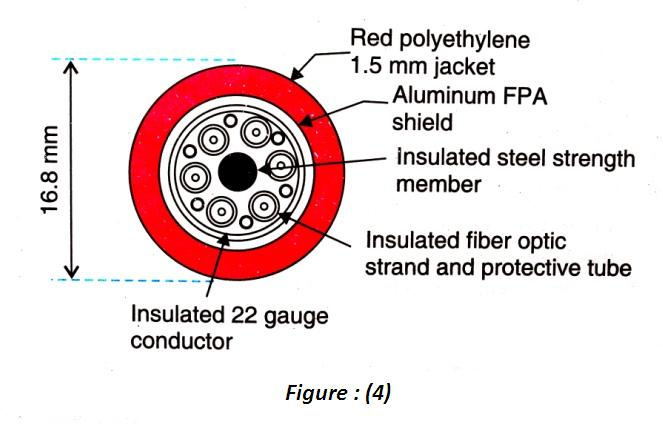 Red polyethylene
1.5 mm jacket
Aluminum FPA
shield
Insulated steel strength
member
Insulated fiber optic
strand and protective tube
Insulated 22 gauge
conductor
16.8 mm
Figure : (4)